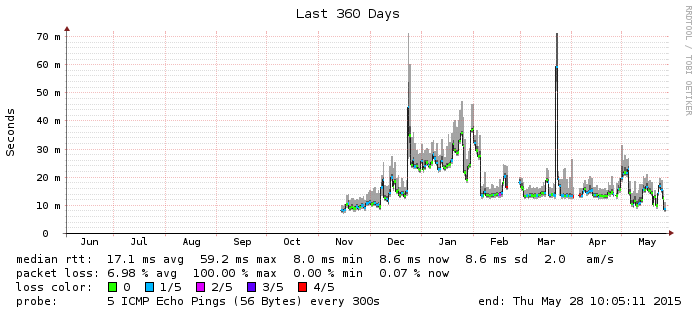 Last 360 Days
RRDTOOL / TOBI OETIKER
Seconds
70 m
60 m
50 m
40 m
30 m
20 m
10 m
0
Jun Jul Aug Sep Oct Nov Dec Jan Feb Mar Apr May
median rtt: 17.1 ms avg 59.2 ms max 8.0 ms min 8.6 ms now 8.6 ms sd 2.0 am/s
packet loss: 6.98 % avg 100.00 % max 0.00 % min 0.07 % now
loss color: 0 1/5 2/5 3/5 4/5
probe: 5 ICMP Echo Pings (56 Bytes) every 300s end: Thu May 28 10:05:11 2015